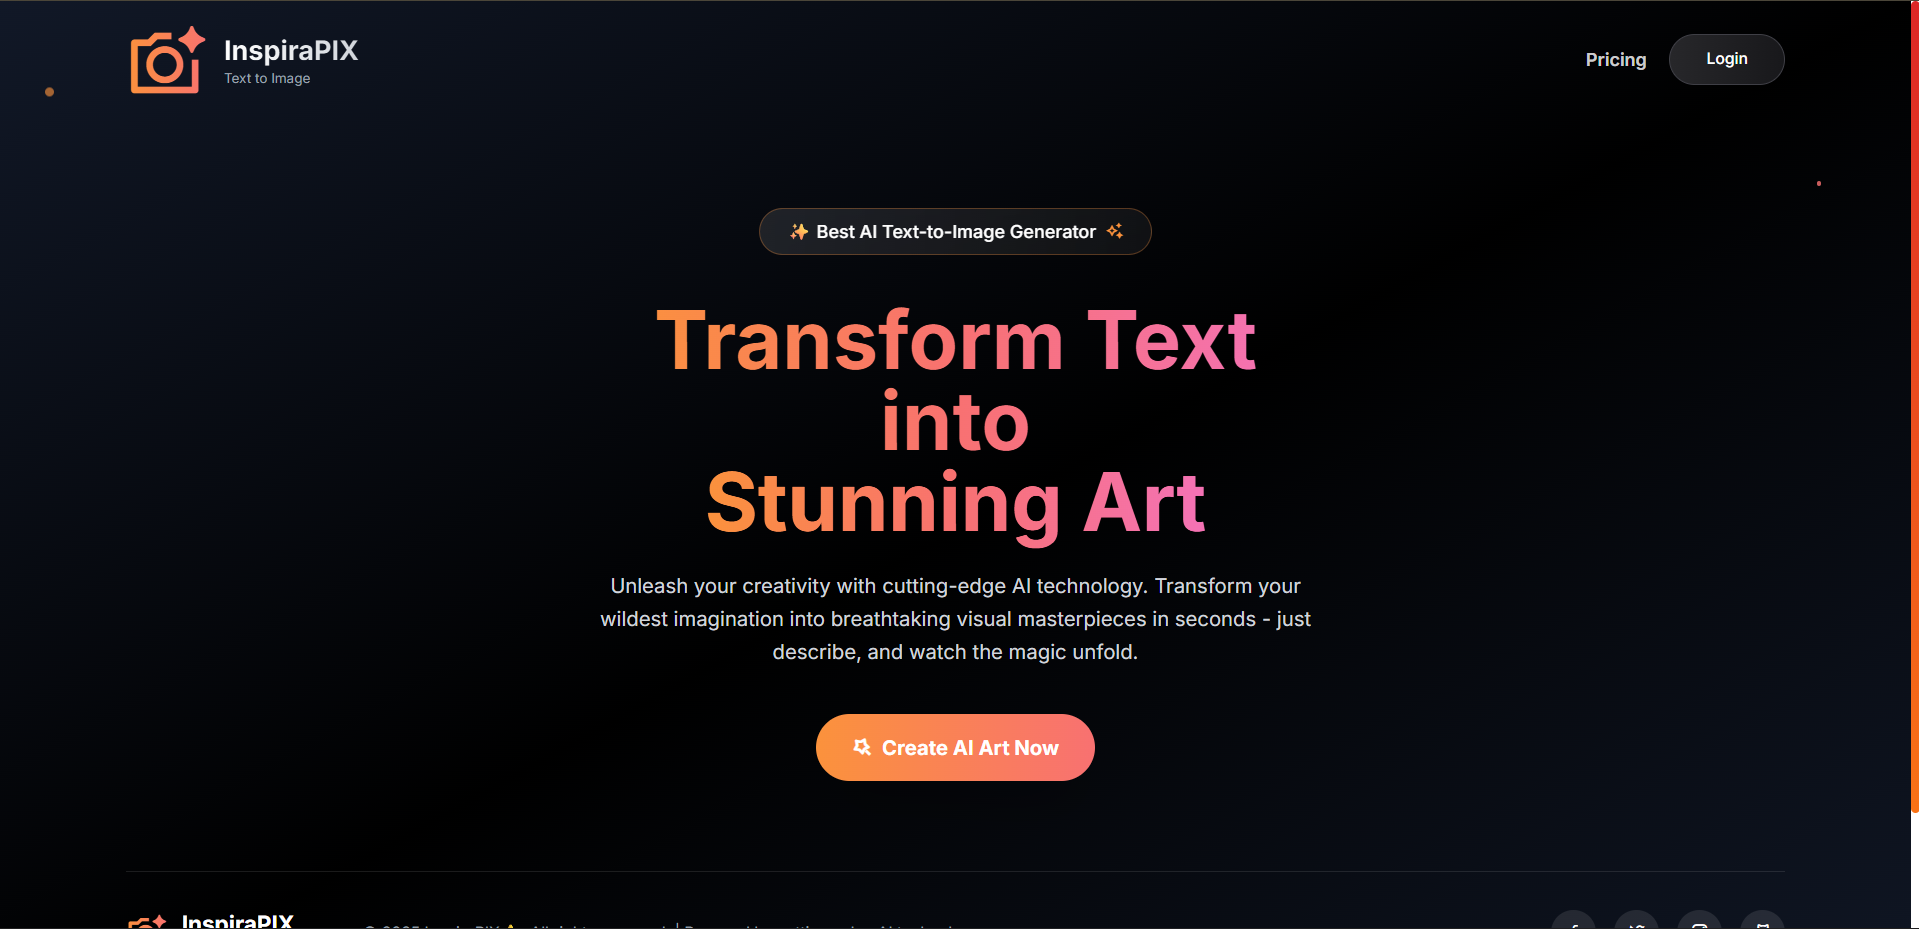 InspiraPIX
Text to Image
Pricing
Login
✨ Best AI Text-to-Image Generator
Transform Text
into
Stunning Art
Unleash your creativity with cutting-edge AI technology. Transform your
wildest imagination into breathtaking visual masterpieces in seconds - just
describe, and watch the magic unfold.
Create AI Art Now
InspiraPIX